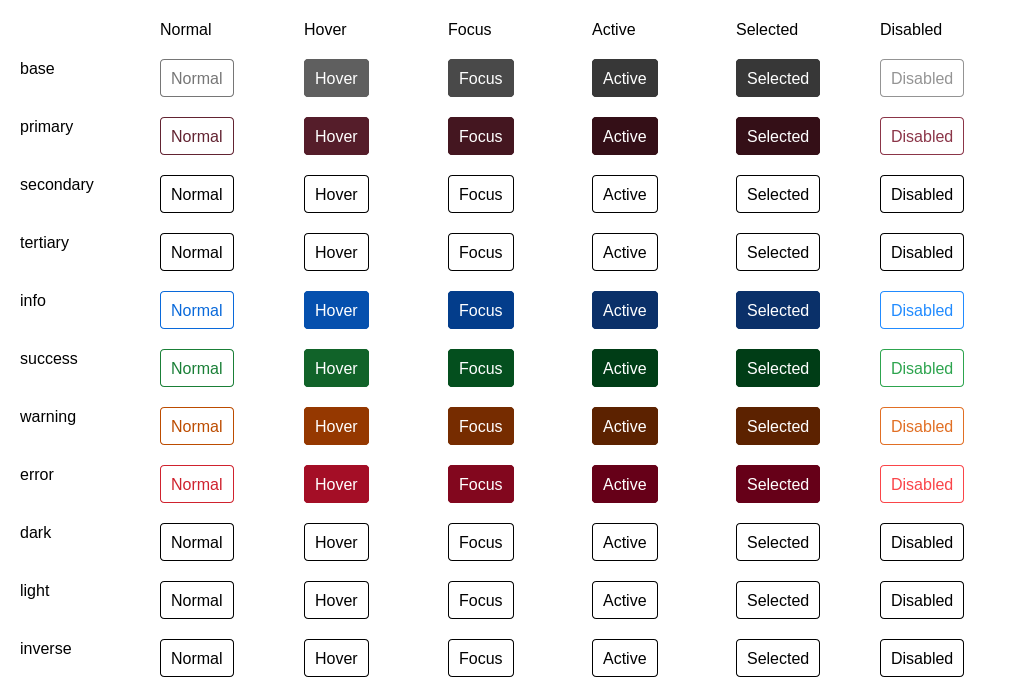 Normal Hover Focus Active Selected Disabled
base Normal Hover Focus Active Selected Disabled
primary Normal Hover Focus Active Selected Disabled
secondary Normal Hover Focus Active Selected Disabled
tertiary Normal Hover Focus Active Selected Disabled
info Normal Hover Focus Active Selected Disabled
success Normal Hover Focus Active Selected Disabled
warning Normal Hover Focus Active Selected Disabled
error Normal Hover Focus Active Selected Disabled
dark Normal Hover Focus Active Selected Disabled
light Normal Hover Focus Active Selected Disabled
inverse Normal Hover Focus Active Selected Disabled